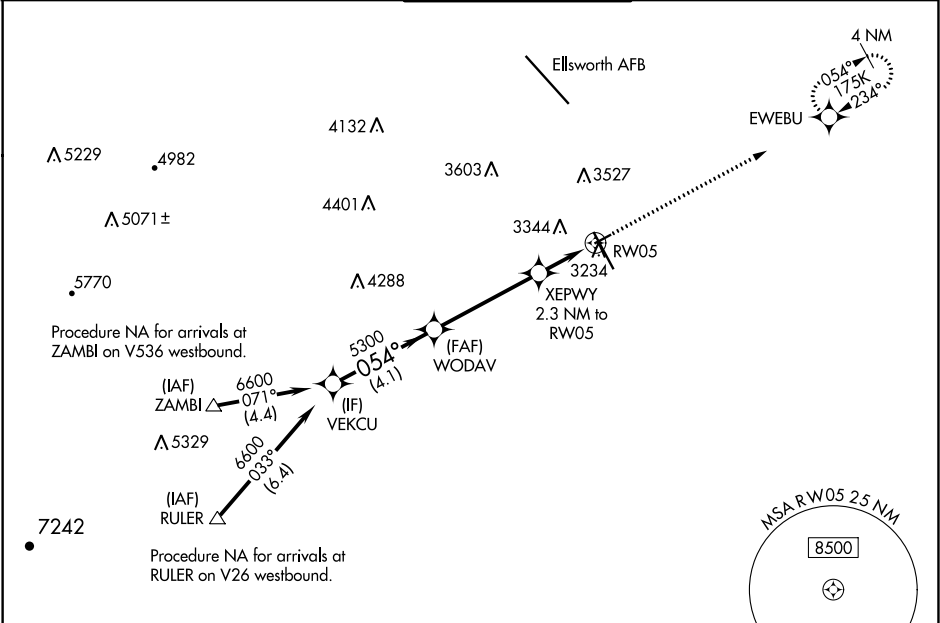 4 NM
Ellsworth AFB
054°
175K
234°
EWEBU
4132
5229
4982
3603
3527
4401
5071±
3344
RW05
3234
5770
4288
XEPWY
2.3 NM to
RW05
Procedure NA for arrivals at
ZAMBI on V536 westbound.
5300
054°
(4.1)
(FAF)
WODAV
(IAF)
ZAMBI
6600
071°
(4.4)
(IF)
VEKCU
5329
6600
033°
(6.4)
(IAF)
RULER
7242
Procedure NA for arrivals at
RULER on V26 westbound.
MSA RW05 25 NM
8500